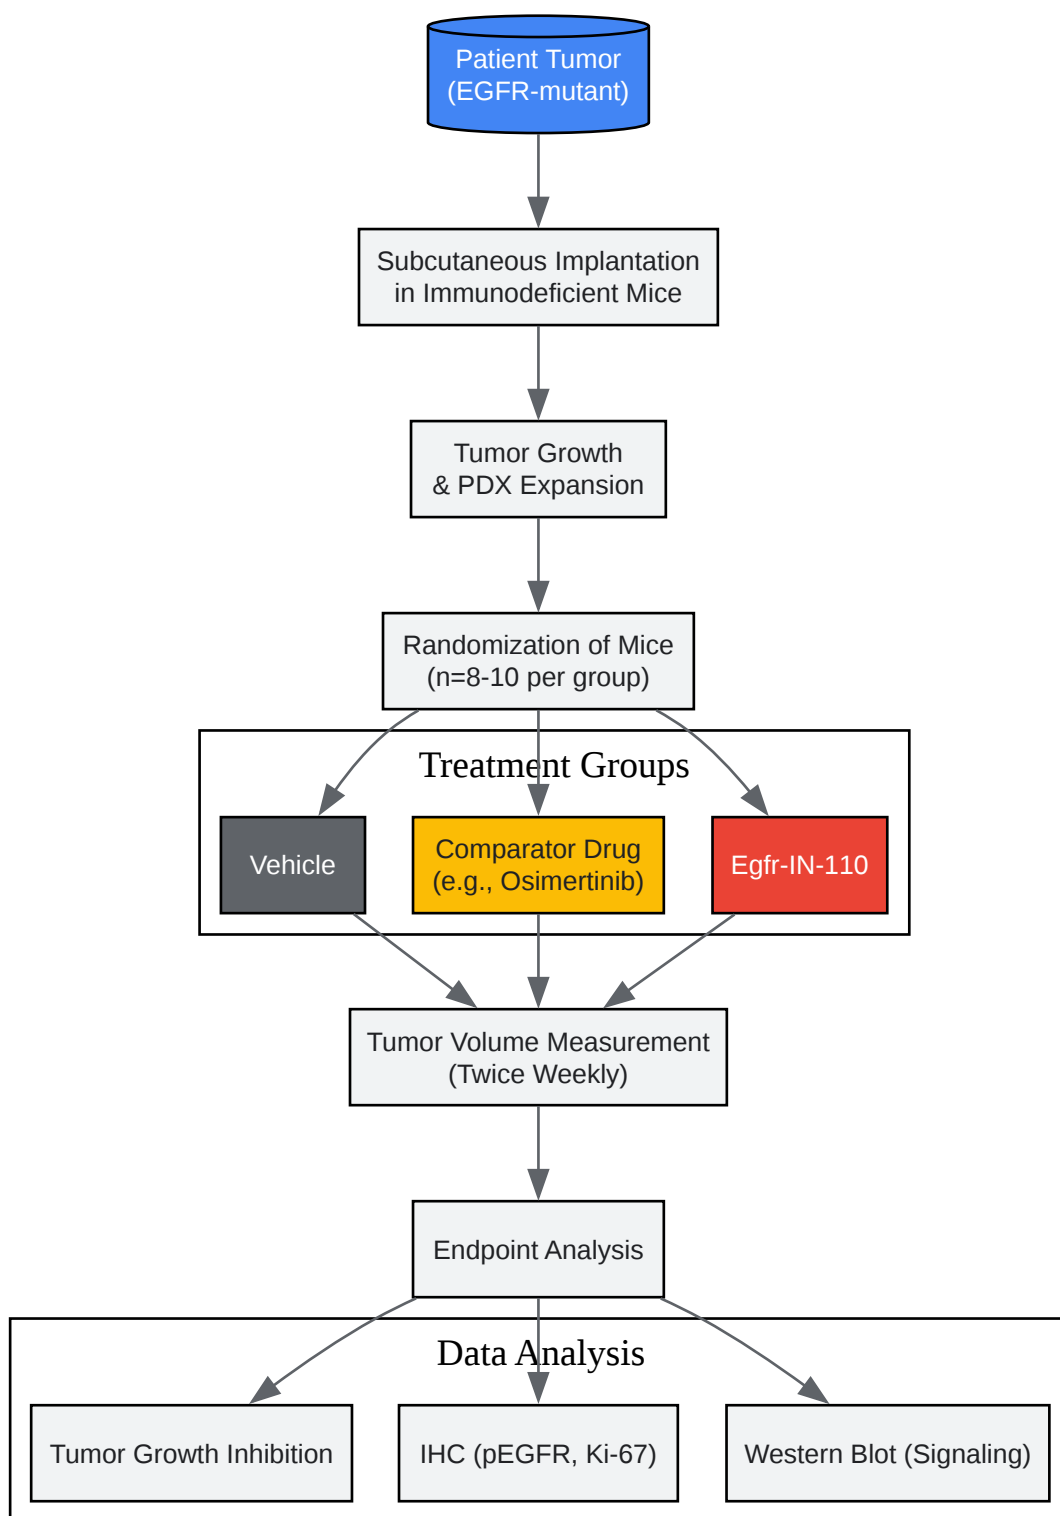 Patient Tumor
(EGFR-mutant)
Subcutaneous Implantation
in Immunodeficient Mice
Tumor Growth
& PDX Expansion
Randomization of Mice
(n=8-10 per group)
Treatment Groups
Vehicle
Comparator Drug
(e.g., Osimertinib)
Egfr-IN-110
Tumor Volume Measurement
(Twice Weekly)
Endpoint Analysis
Data Analysis
Tumor Growth Inhibition
IHC (pEGFR, Ki-67)
Western Blot (Signaling)